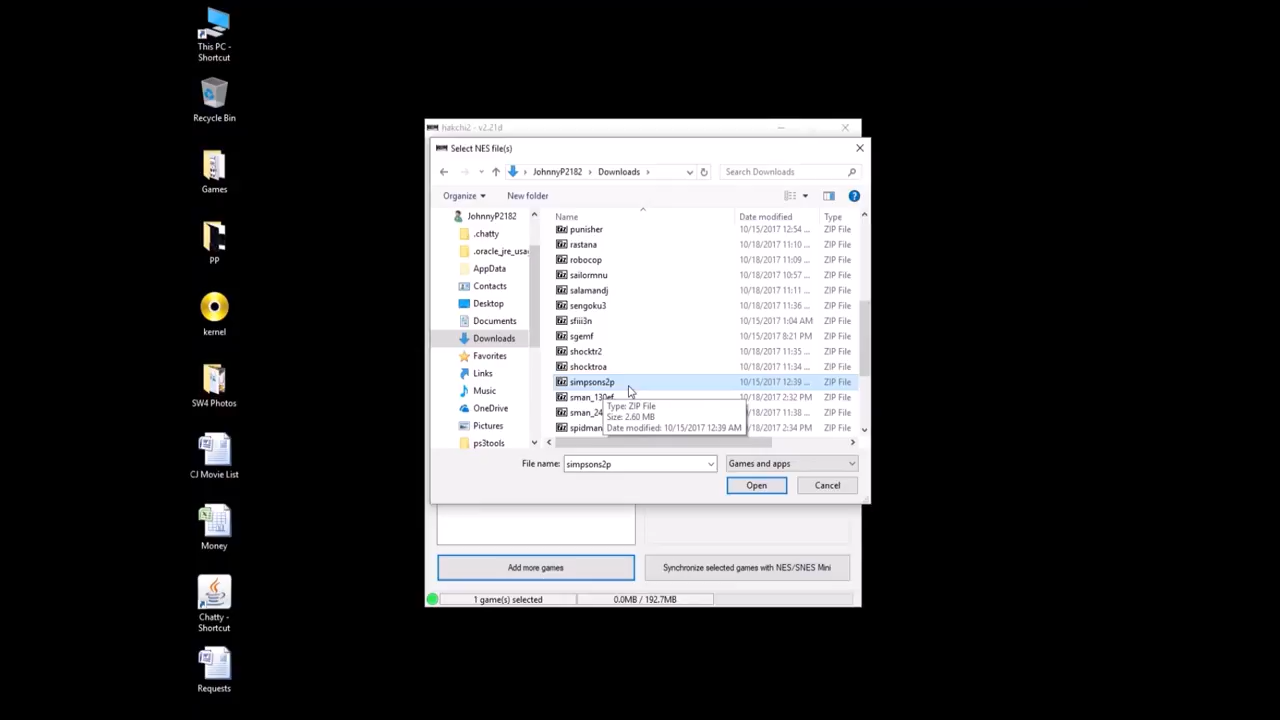 This PC -
Shortcut
Recycle Bin
Games
pp
kernel
SW4 Photos
CJ Movie List
Money
Chatty -
Shortcut
Requests
hakchi2 - v2.21d
Select NES file(s)
JohnnyP2182 > Downloads >
Search Downloads
Organize
New folder
JohnnyP2182
.chatty
.oracle_jre_usa
AppData
Contacts
Desktop
Documents
Downloads
Favorites
Links
Music
OneDrive
Pictures
ps3tools
Name Date modified Type
punisher 10/15/2017 12:54 ... ZIP File
rastana 10/18/2017 11:10 ... ZIP File
robocop 10/18/2017 11:09 ... ZIP File
sailormnu 10/18/2017 10:57 ... ZIP File
salamandj 10/18/2017 11:11 ... ZIP File
sengoku3 10/18/2017 11:36 ... ZIP File
sfiii3n 10/15/2017 1:04 AM ZIP File
sgemf 10/15/2017 8:21 PM ZIP File
shocktr2 10/18/2017 11:35 ... ZIP File
shocktroa 10/18/2017 11:34 ... ZIP File
simpsons2p 10/15/2017 12:39 ... ZIP File
10/18/2017 2:32 PM ZIP File
sman_24 10/18/2017 11:38 ... ZIP File
spidman 10/18/2017 2:34 PM ZIP File
Type: ZIP File
Size: 2.60 MB
Date modified: 10/15/2017 12:39 AM
File name: simpsons2p
Games and apps
Open
Cancel
Add more games
Synchronize selected games with NES/SNES Mini
1 game(s) selected
0.0MB / 192.7MB